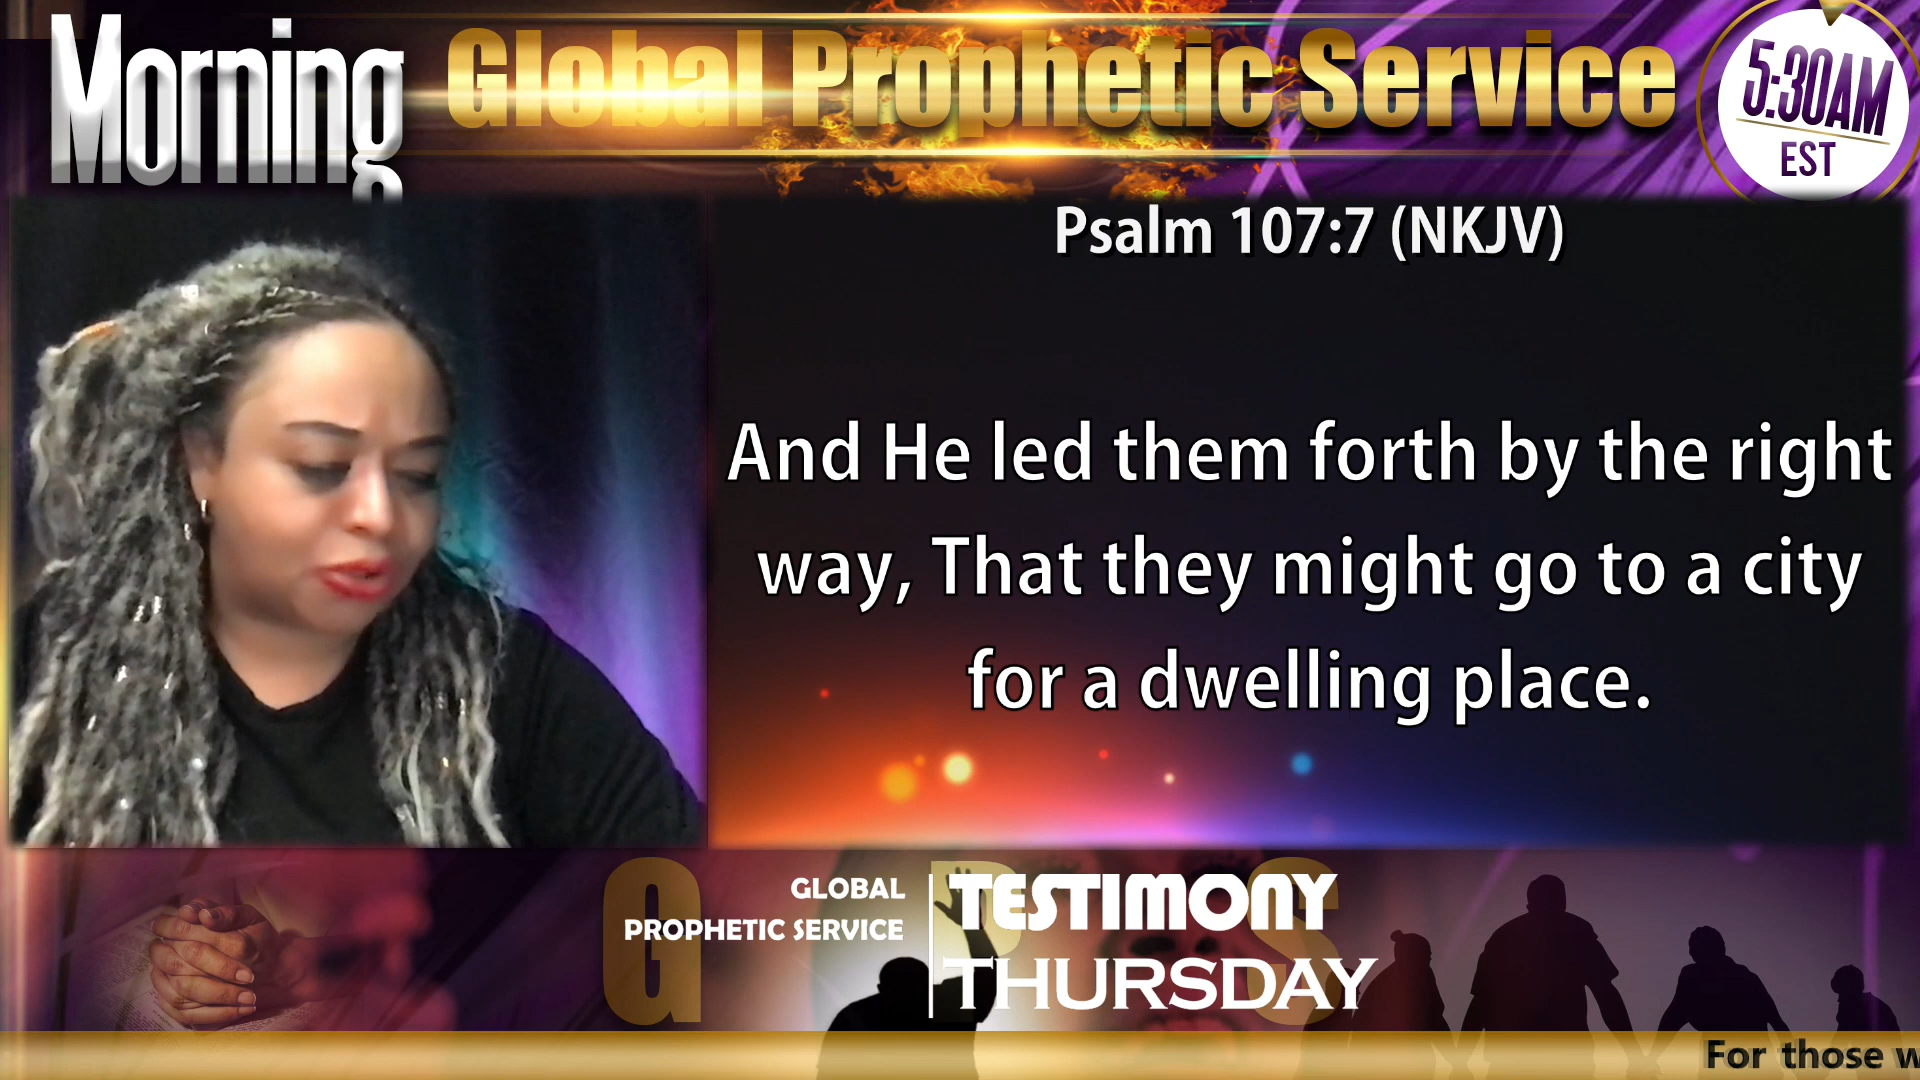 Morning
Global Prophetic Service
5:30AM
EST
Psalm 107:7 (NKJV)
And He led them forth by the right
way, That they might go to a city
for a dwelling place.
GPS
GLOBAL
PROPHETIC SERVICE
TESTIMONY
THURSDAY
For those